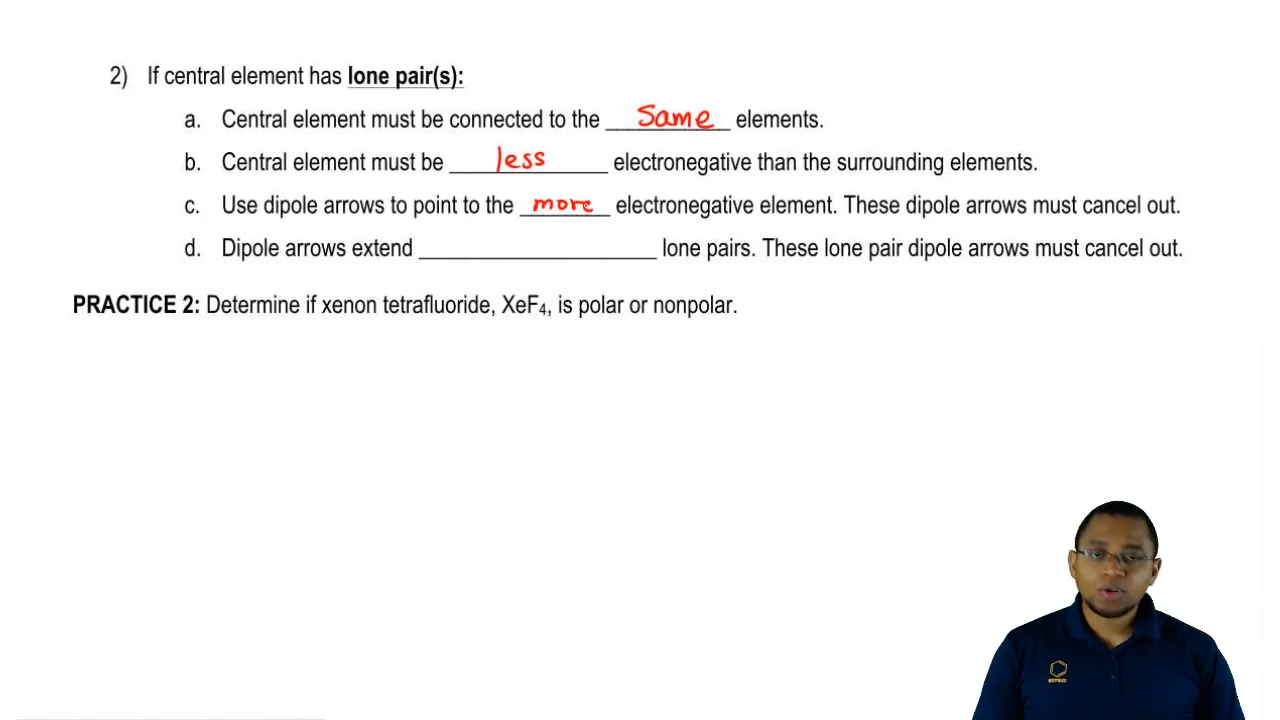 2) If central element has lone pair(s):
a. Central element must be connected to the Same elements.
b. Central element must be less electronegative than the surrounding elements.
c. Use dipole arrows to point to the more electronegative element. These dipole arrows must cancel out.
d. Dipole arrows extend ____________________ lone pairs. These lone pair dipole arrows must cancel out.
PRACTICE 2: Determine if xenon tetrafluoride, XeF₄, is polar or nonpolar.